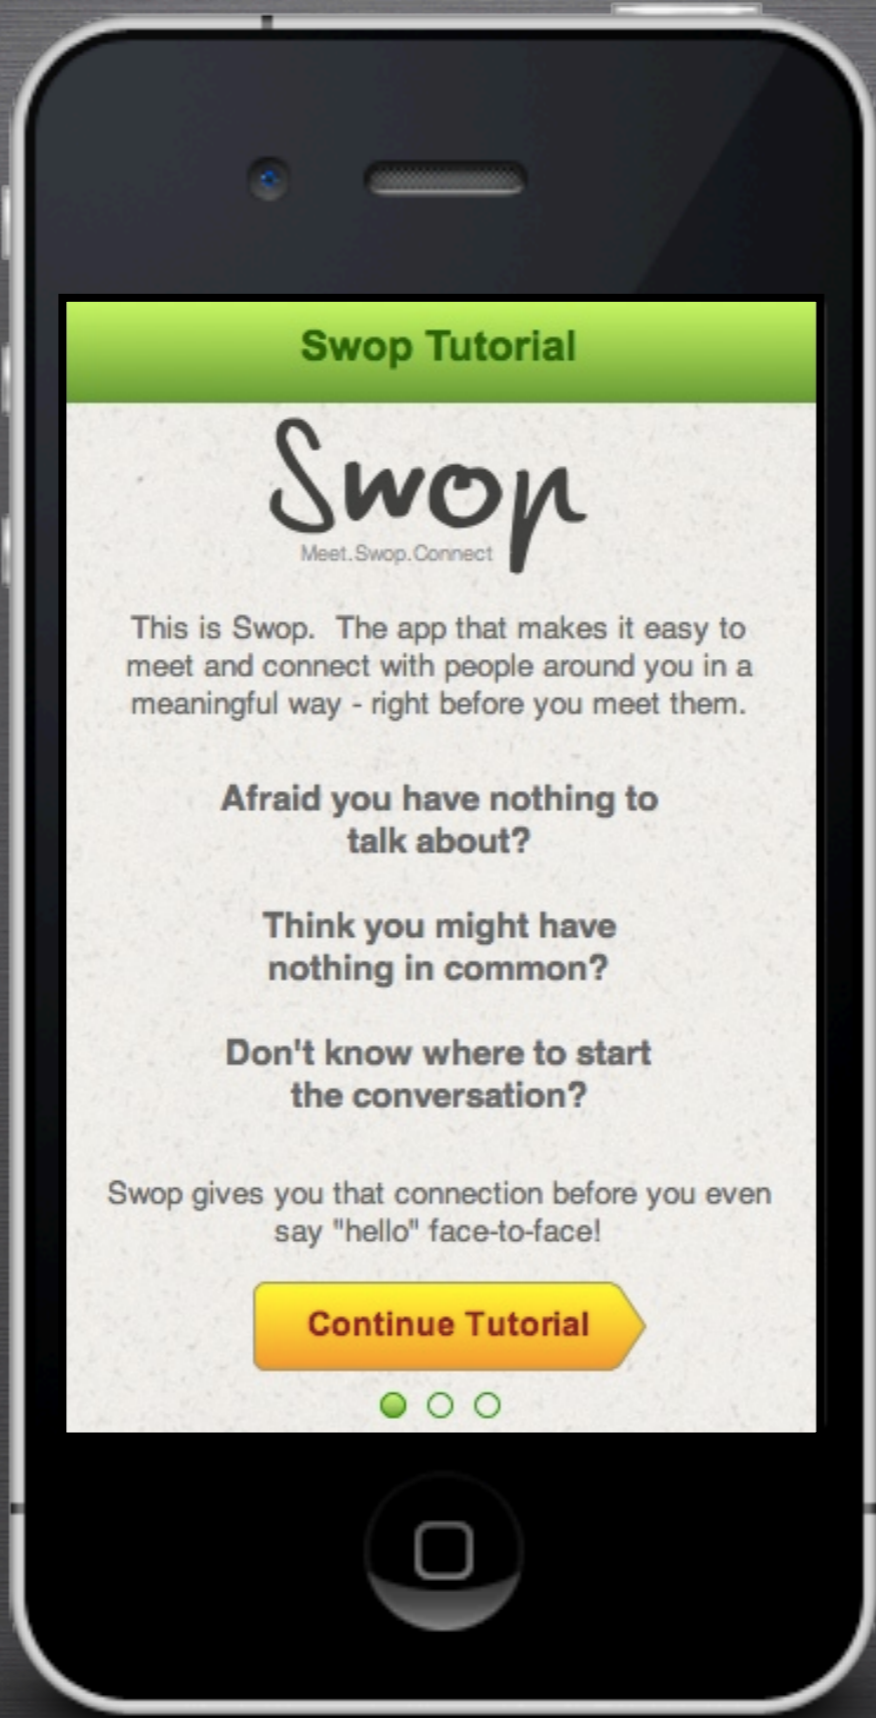 Swop Tutorial
Swop
Meet.Swop.Connect
This is Swop.  The app that makes it easy to
meet and connect with people around you in a
meaningful way - right before you meet them.
Afraid you have nothing to
talk about?
Think you might have
nothing in common?
Don't know where to start
the conversation?
Swop gives you that connection before you even
say "hello" face-to-face!
Continue Tutorial